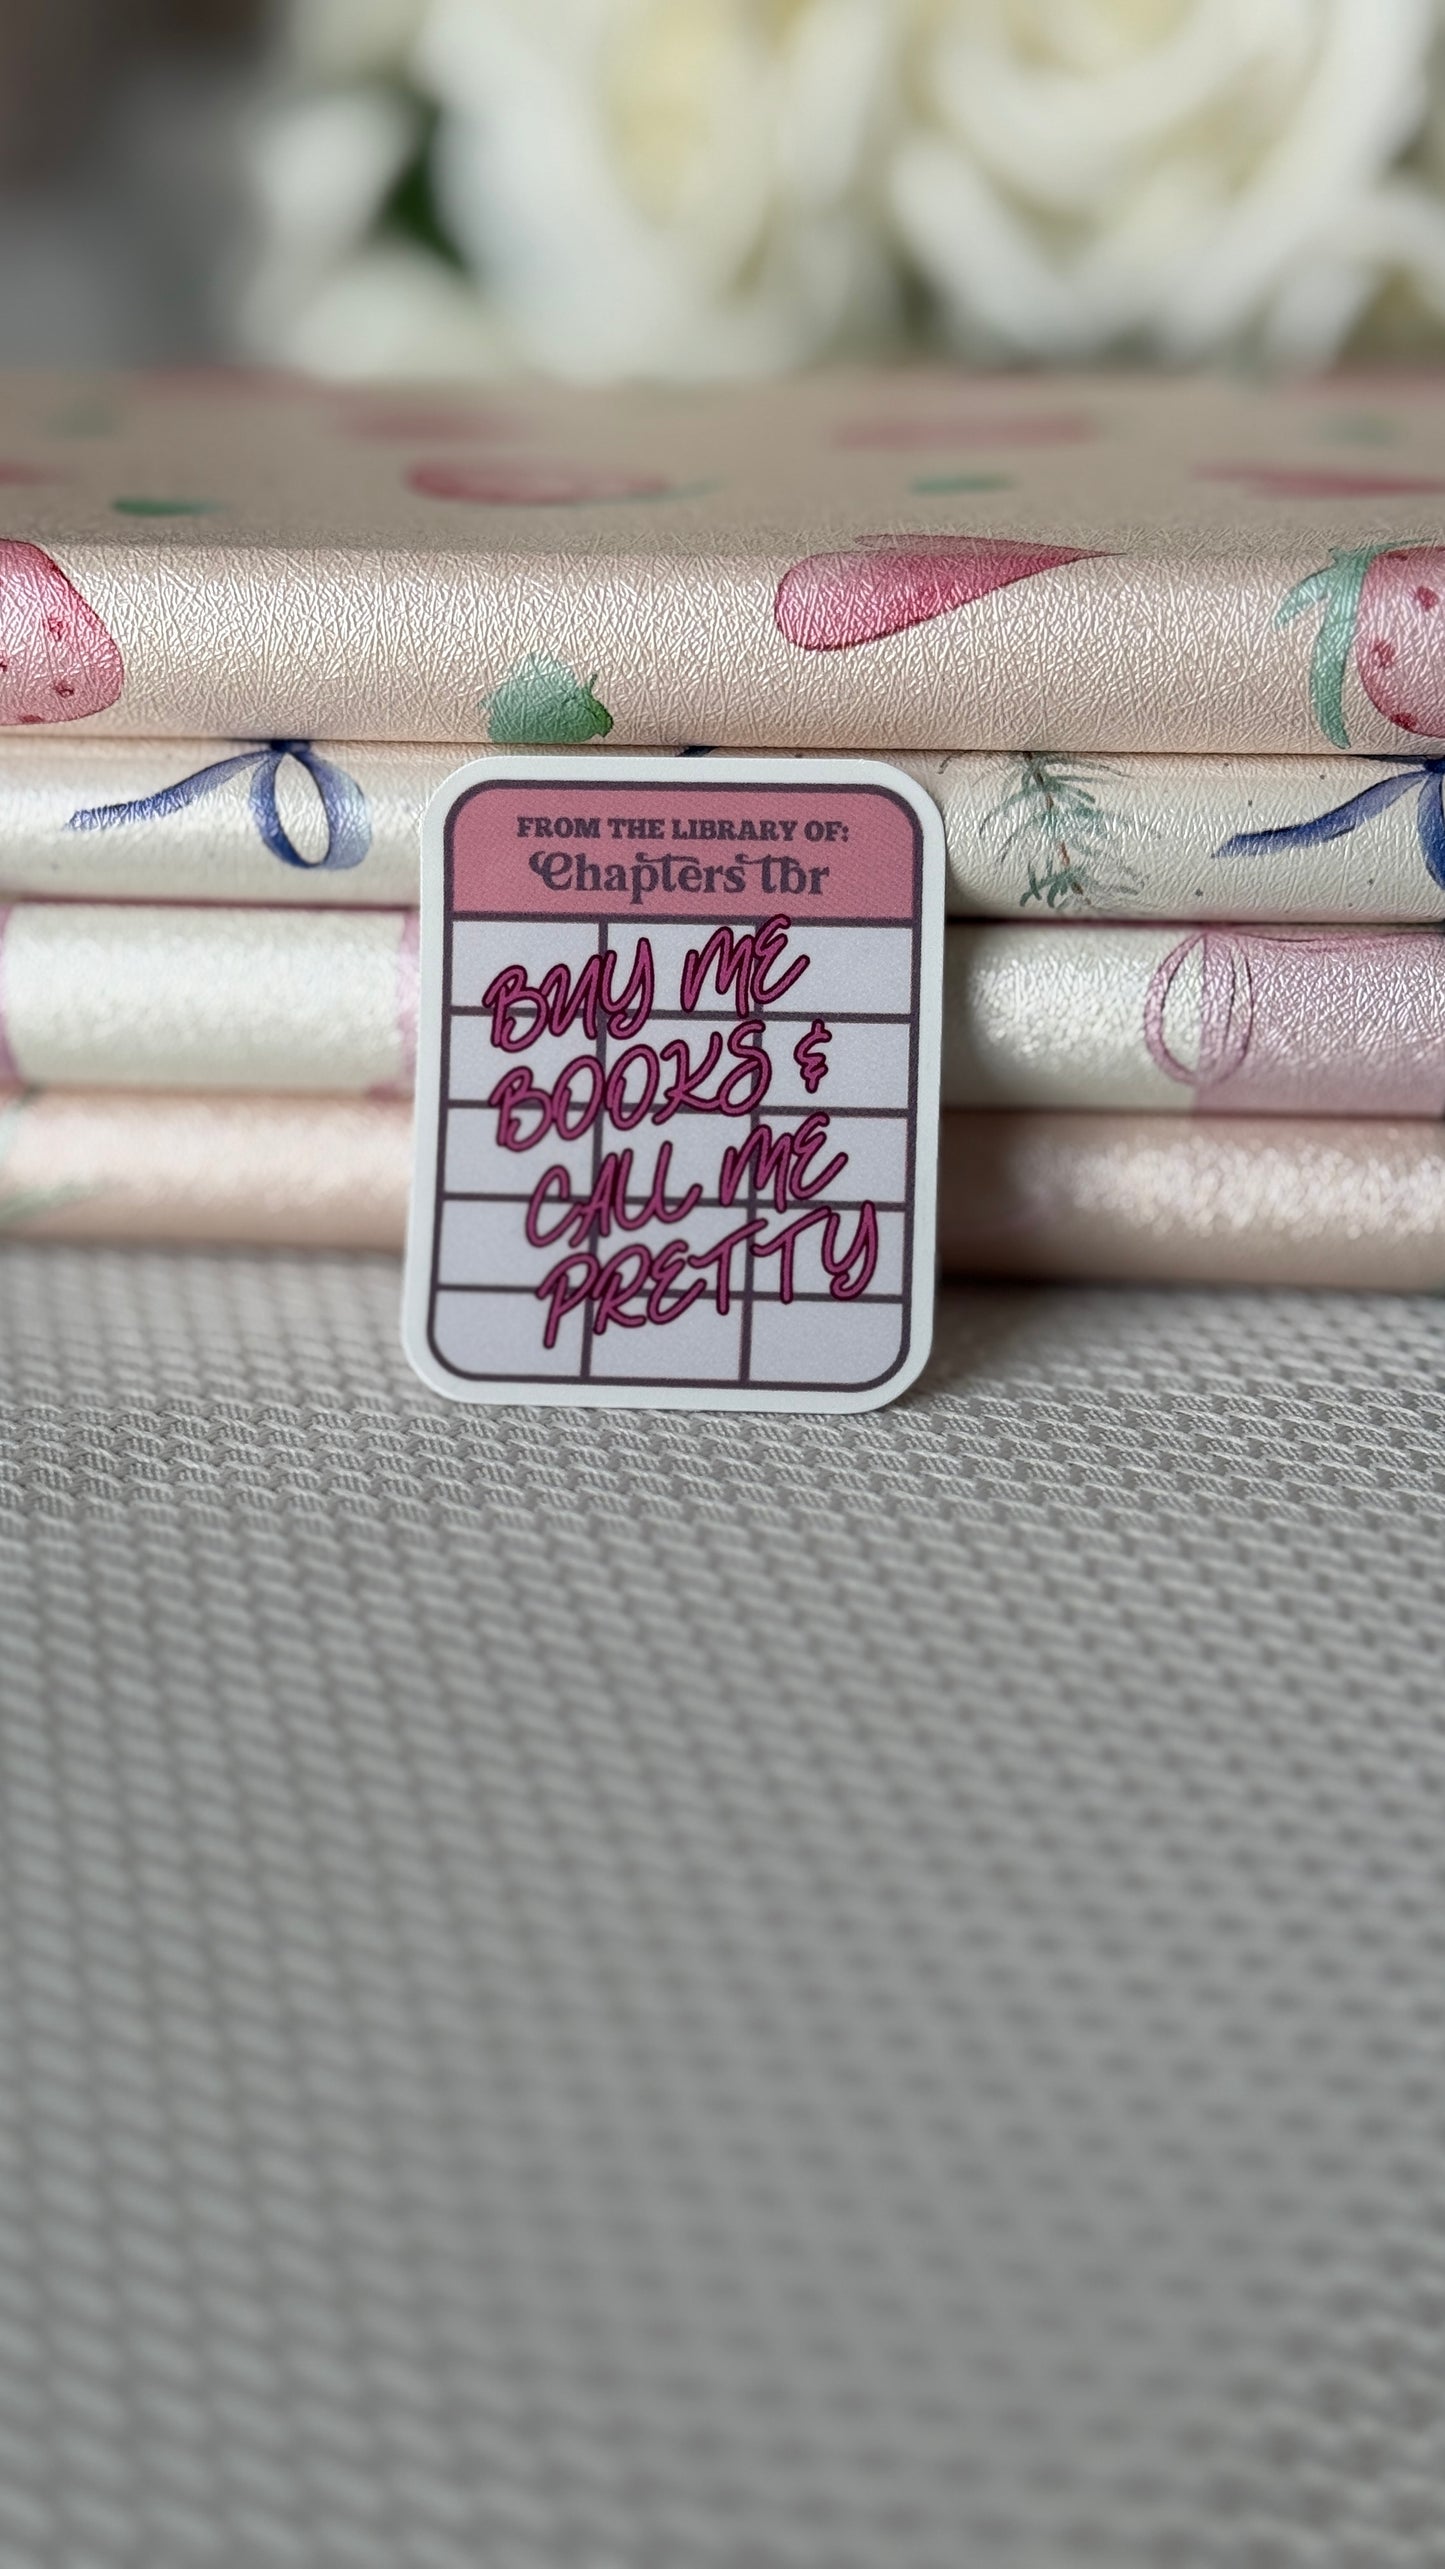 FROM THE LIBRARY OF:
Chapters tbr
BUY ME
BOOKS &
CALL ME
PRETTY